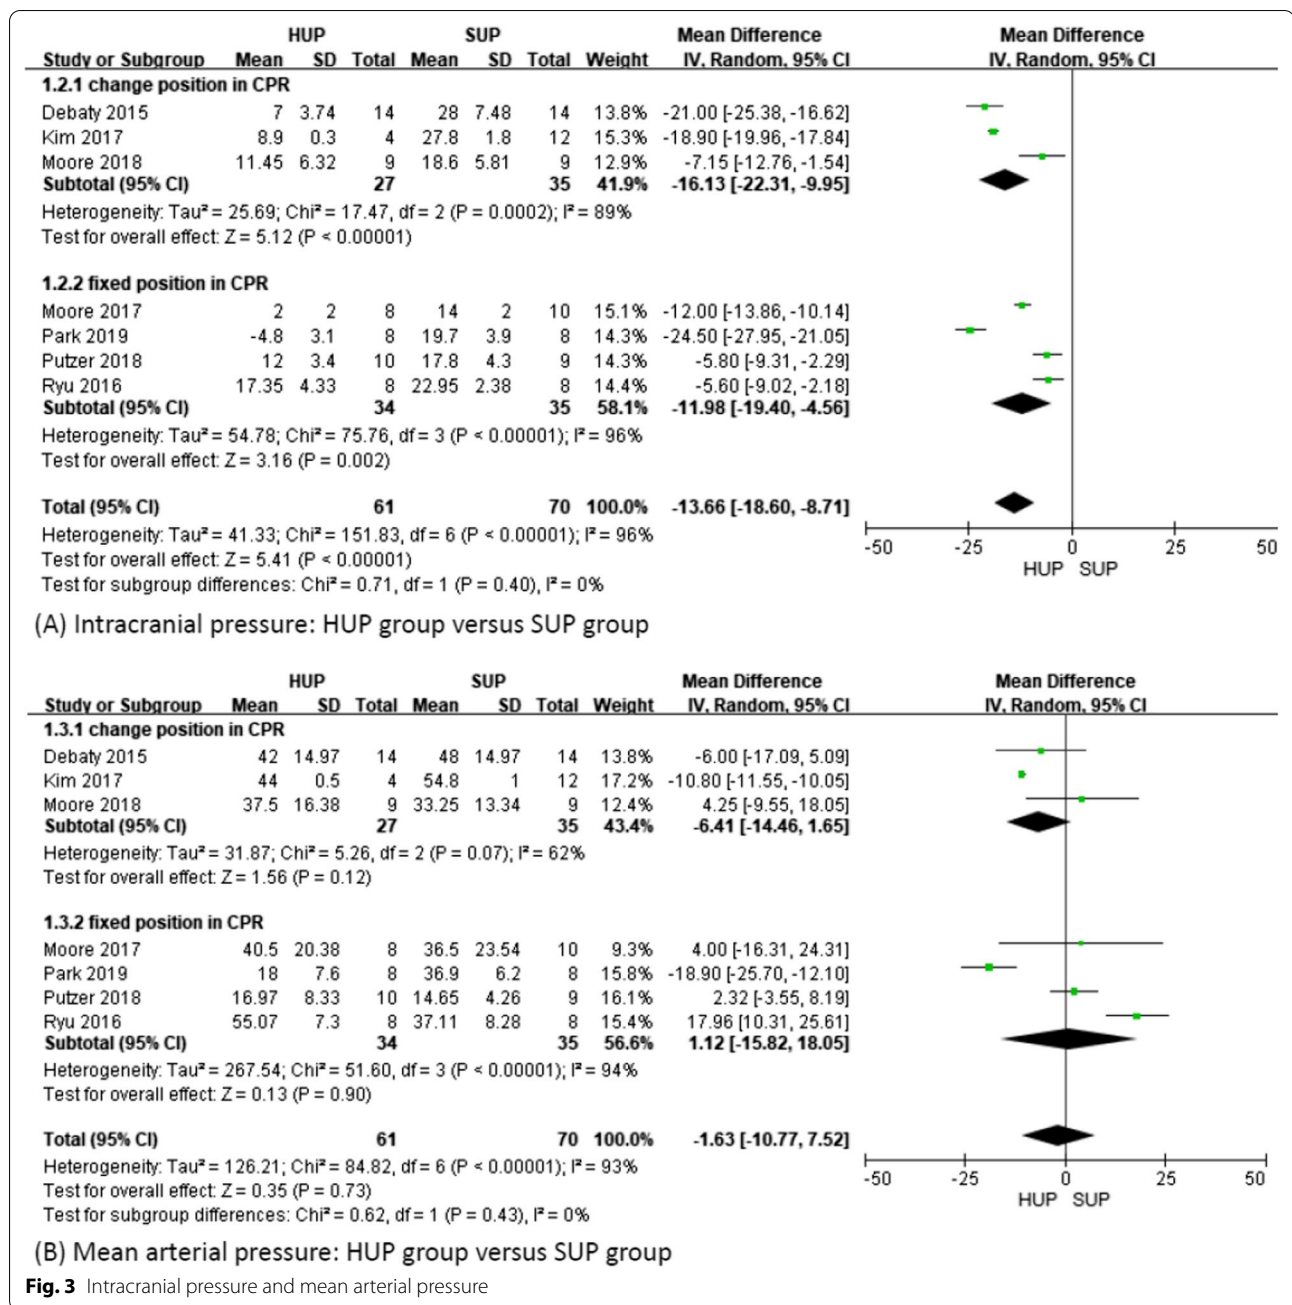 HUP SUP Mean Difference Mean Difference
Study or Subgroup Mean SD Total Mean SD Total Weight IV, Random, 95% CI IV, Random, 95% CI
1.2.1 change position in CPR
Debaty 2015 7 3.74 14 28 7.48 14 13.8% -21.00 [-25.38, -16.62]
Kim 2017 8.9 0.3 4 27.8 1.8 12 15.3% -18.90 [-19.96, -17.84]
Moore 2018 11.45 6.32 9 18.6 5.81 9 12.9% -7.15 [-12.76, -1.54]
Subtotal (95% CI) 27 35 41.9% -16.13 [-22.31, -9.95]
Heterogeneity: Tau² = 25.69; Chi² = 17.47, df = 2 (P = 0.0002); I² = 89%
Test for overall effect: Z = 5.12 (P < 0.00001)
1.2.2 fixed position in CPR
Moore 2017 2 2 8 14 2 10 15.1% -12.00 [-13.86, -10.14]
Park 2019 -4.8 3.1 8 19.7 3.9 8 14.3% -24.50 [-27.95, -21.05]
Putzer 2018 12 3.4 10 17.8 4.3 9 14.3% -5.80 [-9.31, -2.29]
Ryu 2016 17.35 4.33 8 22.95 2.38 8 14.4% -5.60 [-9.02, -2.18]
Subtotal (95% CI) 34 35 58.1% -11.98 [-19.40, -4.56]
Heterogeneity: Tau² = 54.78; Chi² = 75.76, df = 3 (P < 0.00001); I² = 96%
Test for overall effect: Z = 3.16 (P = 0.002)
Total (95% CI) 61 70 100.0% -13.66 [-18.60, -8.71]
Heterogeneity: Tau² = 41.33; Chi² = 151.83, df = 6 (P < 0.00001); I² = 96%
Test for overall effect: Z = 5.41 (P < 0.00001)
Test for subgroup differences: Chi² = 0.71, df = 1 (P = 0.40), I² = 0%
-50 -25 0 25 50
HUP SUP
(A) Intracranial pressure: HUP group versus SUP group
HUP SUP Mean Difference Mean Difference
Study or Subgroup Mean SD Total Mean SD Total Weight IV, Random, 95% CI IV, Random, 95% CI
1.3.1 change position in CPR
Debaty 2015 42 14.97 14 48 14.97 14 13.8% -6.00 [-17.09, 5.09]
Kim 2017 44 0.5 4 54.8 1 12 17.2% -10.80 [-11.55, -10.05]
Moore 2018 37.5 16.38 9 33.25 13.34 9 12.4% 4.25 [-9.55, 18.05]
Subtotal (95% CI) 27 35 43.4% -6.41 [-14.46, 1.65]
Heterogeneity: Tau² = 31.87; Chi² = 5.26, df = 2 (P = 0.07); I² = 62%
Test for overall effect: Z = 1.56 (P = 0.12)
1.3.2 fixed position in CPR
Moore 2017 40.5 20.38 8 36.5 23.54 10 9.3% 4.00 [-16.31, 24.31]
Park 2019 18 7.6 8 36.9 6.2 8 15.8% -18.90 [-25.70, -12.10]
Putzer 2018 16.97 8.33 10 14.65 4.26 9 16.1% 2.32 [-3.55, 8.19]
Ryu 2016 55.07 7.3 8 37.11 8.28 8 15.4% 17.96 [10.31, 25.61]
Subtotal (95% CI) 34 35 56.6% 1.12 [-15.82, 18.05]
Heterogeneity: Tau² = 267.54; Chi² = 51.60, df = 3 (P < 0.00001); I² = 94%
Test for overall effect: Z = 0.13 (P = 0.90)
Total (95% CI) 61 70 100.0% -1.63 [-10.77, 7.52]
Heterogeneity: Tau² = 126.21; Chi² = 84.82, df = 6 (P < 0.00001); I² = 93%
Test for overall effect: Z = 0.35 (P = 0.73)
Test for subgroup differences: Chi² = 0.62, df = 1 (P = 0.43), I² = 0%
-50 -25 0 25 50
HUP SUP
(B) Mean arterial pressure: HUP group versus SUP group
Fig. 3 Intracranial pressure and mean arterial pressure